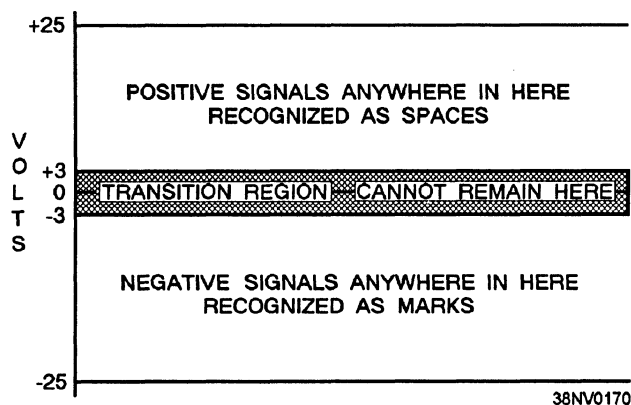 +25
POSITIVE SIGNALS ANYWHERE IN HERE
RECOGNIZED AS SPACES
VOLTS
+3
0
TRANSITION REGION — CANNOT REMAIN HERE
-3
NEGATIVE SIGNALS ANYWHERE IN HERE
RECOGNIZED AS MARKS
-25
38NV0170